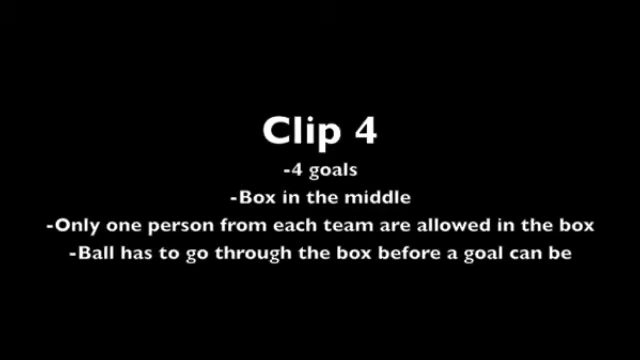 Clip 4
-4 goals
-Box in the middle
-Only one person from each team are allowed in the box
-Ball has to go through the box before a goal can be